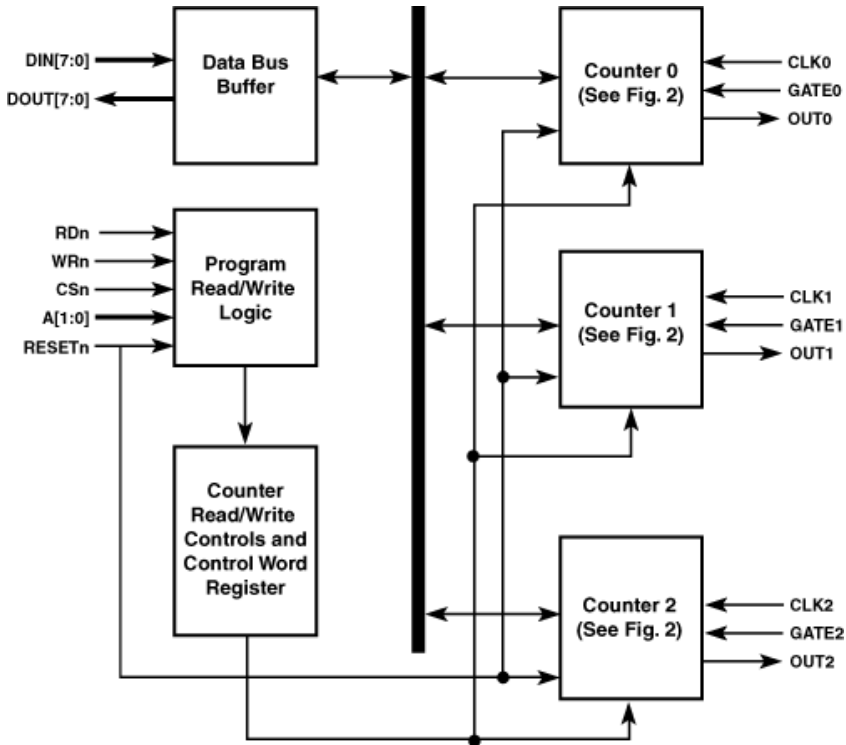 DIN[7:0]
DOUT[7:0]
Data Bus
Buffer
Counter 0
(See Fig. 2)
CLK0
GATE0
OUT0
RDn
WRn
CSn
A[1:0]
RESETn
Program
Read/Write
Logic
Counter 1
(See Fig. 2)
CLK1
GATE1
OUT1
Counter
Read/Write
Controls and
Control Word
Register
Counter 2
(See Fig. 2)
CLK2
GATE2
OUT2